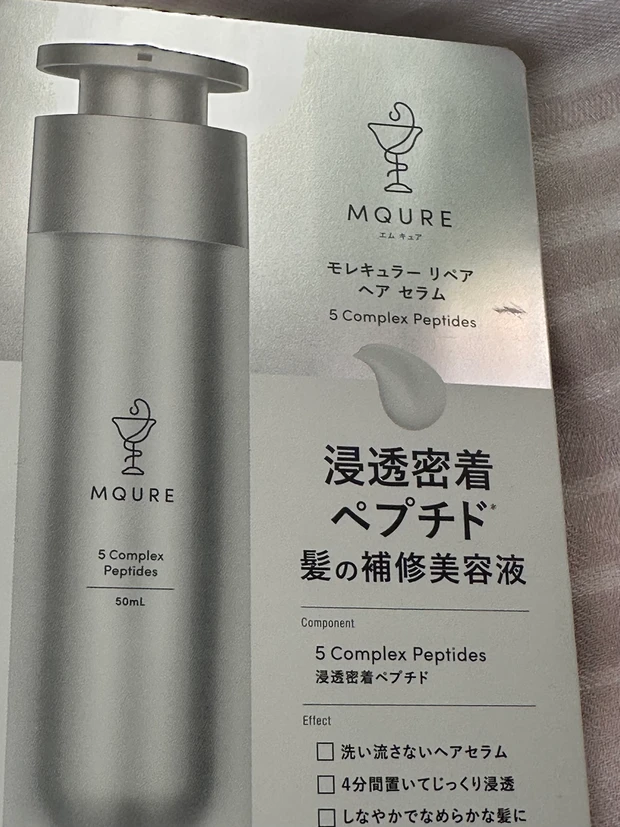 MQURE
エム キュア
モレキュラー リペア
ヘア セラム
5 Complex Peptides
MQURE
5 Complex
Peptides
50mL
浸透密着
ペプチド*
髪の補修美容液
Component
5 Complex Peptides
浸透密着ペプチド
Effect
洗い流さないヘアセラム
4分間置いてじっくり浸透
しなやかでなめらかな髪に